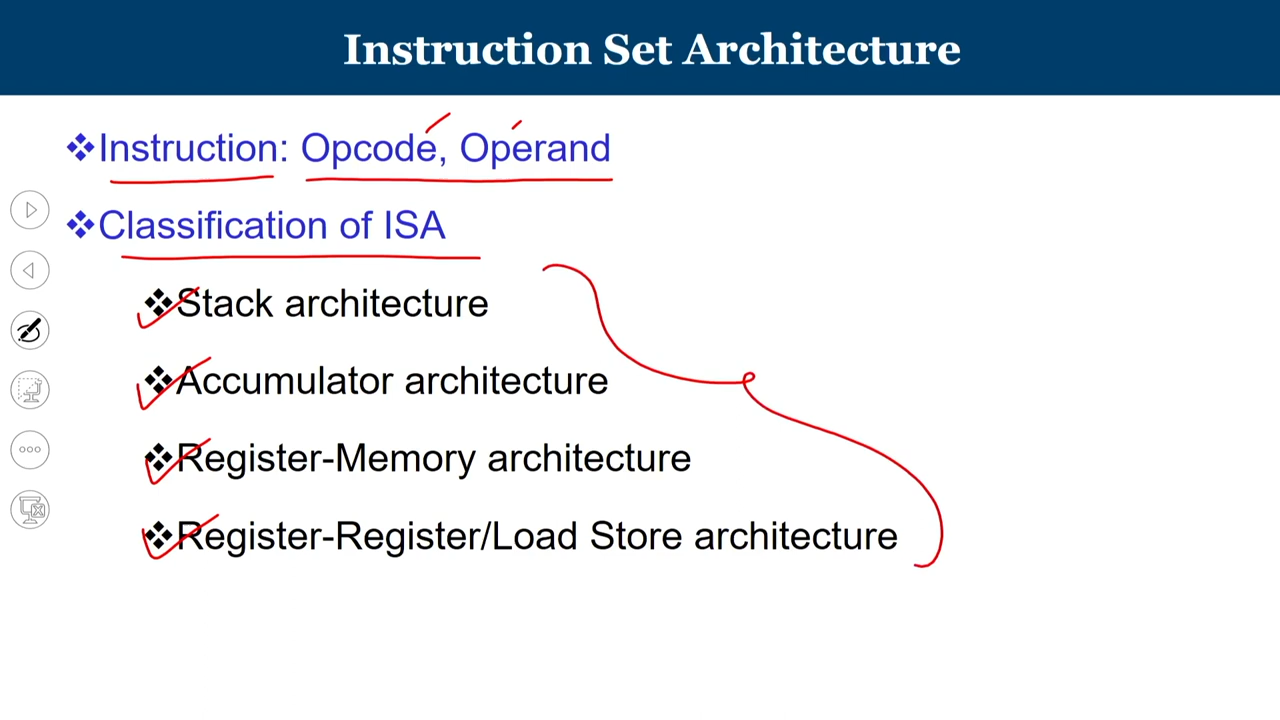 Instruction Set Architecture
❖Instruction: Opcode, Operand
❖Classification of ISA
❖Stack architecture
❖Accumulator architecture
❖Register-Memory architecture
❖Register-Register/Load Store architecture